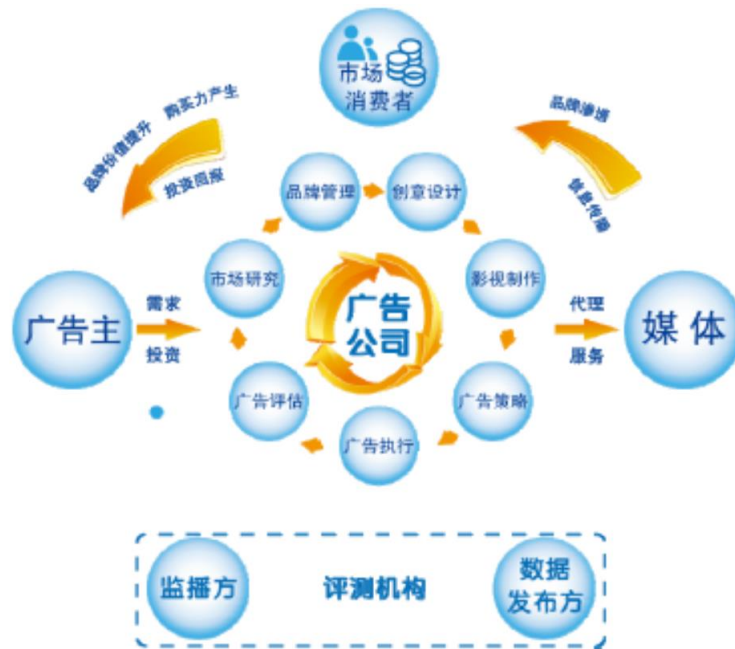 市场
消费者
购买力产生
品牌价值提升
投资回报
品牌渗透
信息传播
品牌管理
创意设计
市场研究
影视制作
广告主
需求
投资
广告
公司
代理
服务
媒体
广告评估
广告策略
广告执行
监播方
评测机构
数据
发布方